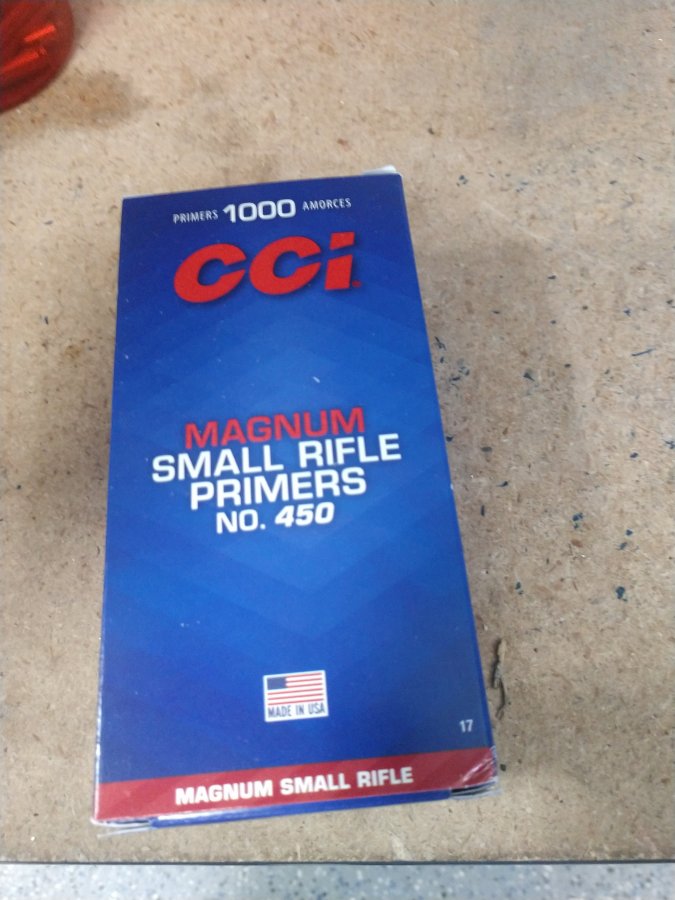 PRIMERS 1000 AMORCES
CCi
MAGNUM
SMALL RIFLE
PRIMERS
NO. 450
MADE IN USA
17
MAGNUM SMALL RIFLE